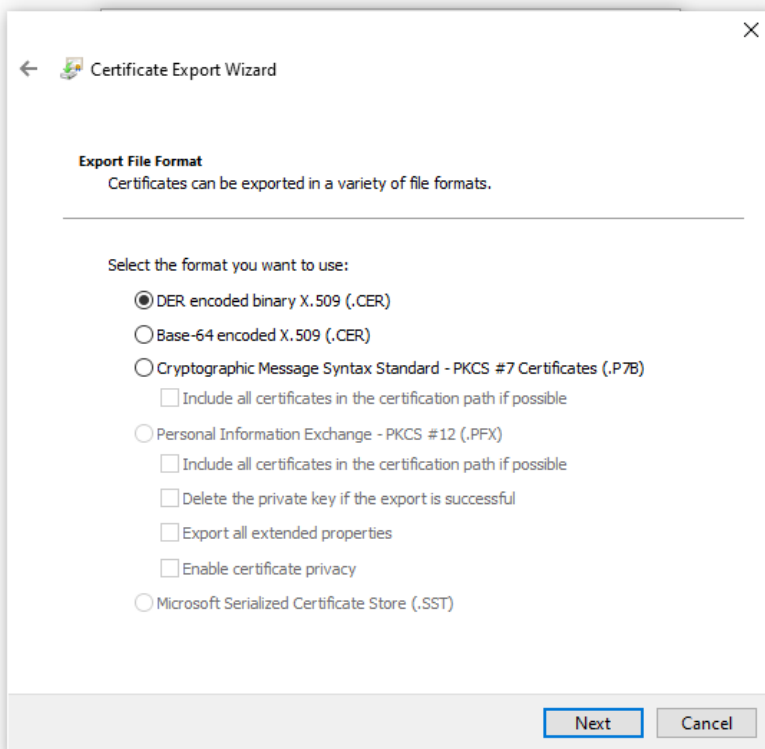 Certificate Export Wizard
Export File Format
Certificates can be exported in a variety of file formats.
Select the format you want to use:
DER encoded binary X.509 (.CER)
Base-64 encoded X.509 (.CER)
Cryptographic Message Syntax Standard - PKCS #7 Certificates (.P7B)
Include all certificates in the certification path if possible
Personal Information Exchange - PKCS #12 (.PFX)
Include all certificates in the certification path if possible
Delete the private key if the export is successful
Export all extended properties
Enable certificate privacy
Microsoft Serialized Certificate Store (.SST)
Next Cancel